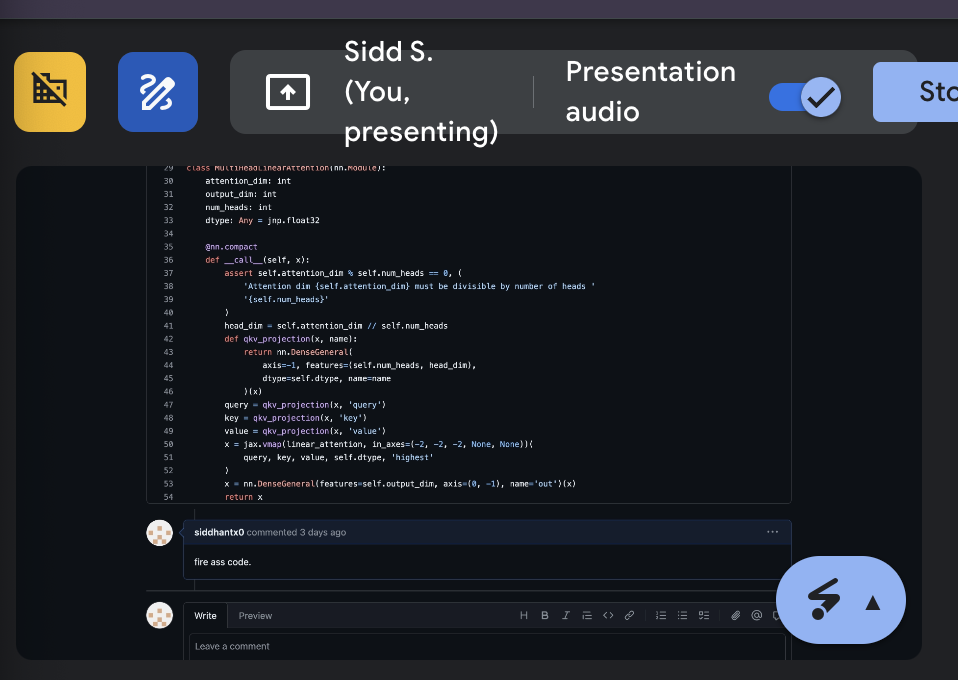 Sidd S.
(You,
presenting)
Presentation
audio
29 class MultiHeadLinearAttention(nn.Module):
30 attention_dim: int
31 output_dim: int
32 num_heads: int
33 dtype: Any = jnp.float32
34
35 @nn.compact
36 def __call__(self, x):
37 assert self.attention_dim % self.num_heads == 0, (
38 'Attention dim {self.attention_dim} must be divisible by number of heads '
39 '{self.num_heads}'
40 )
41 head_dim = self.attention_dim // self.num_heads
42 def qkv_projection(x, name):
43 return nn.DenseGeneral(
44 axis=-1, features=(self.num_heads, head_dim),
45 dtype=self.dtype, name=name
46 )(x)
47 query = qkv_projection(x, 'query')
48 key = qkv_projection(x, 'key')
49 value = qkv_projection(x, 'value')
50 x = jax.vmap(linear_attention, in_axes=(-2, -2, -2, None, None))(
51 query, key, value, self.dtype, 'highest'
52 )
53 x = nn.DenseGeneral(features=self.output_dim, axis=(0, -1), name='out')(x)
54 return x
siddhantx0 commented 3 days ago
fire ass code.
Write Preview
Leave a comment